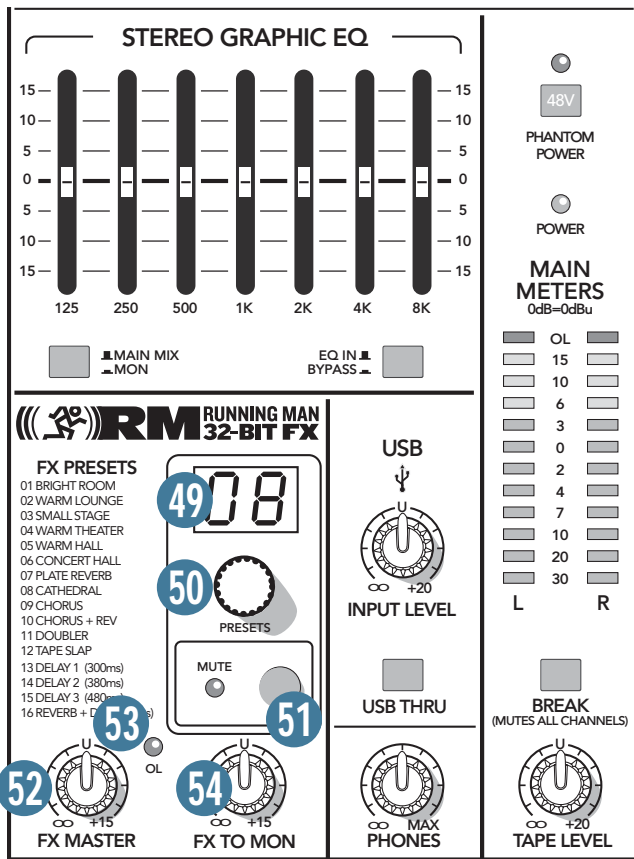 STEREO GRAPHIC EQ
15 15
10 10
5 5
0 0
5 5
10 10
15 15
125 250 500 1K 2K 4K 8K
MAIN MIX
MON
EQ IN
BYPASS
48V
PHANTOM
POWER
POWER
MAIN
METERS
0dB=0dBu
OL
15
10
6
3
0
2
4
7
10
20
30
L R
RM RUNNING MAN
32-BIT FX
FX PRESETS
01 BRIGHT ROOM
02 WARM LOUNGE
03 SMALL STAGE
04 WARM THEATER
05 WARM HALL
06 CONCERT HALL
07 PLATE REVERB
08 CATHEDRAL
09 CHORUS
10 CHORUS + REV
11 DOUBLER
12 TAPE SLAP
13 DELAY 1 (300ms)
14 DELAY 2 (380ms)
15 DELAY 3 (480
16 REVERB + s)
49
08
50
PRESETS
MUTE
51
53
OL
52
U
∞ +15
FX MASTER
54
U
∞ +15
FX TO MON
USB
U
∞ +20
INPUT LEVEL
USB THRU
U
∞ MAX
PHONES
BREAK
(MUTES ALL CHANNELS)
U
∞ +20
TAPE LEVEL